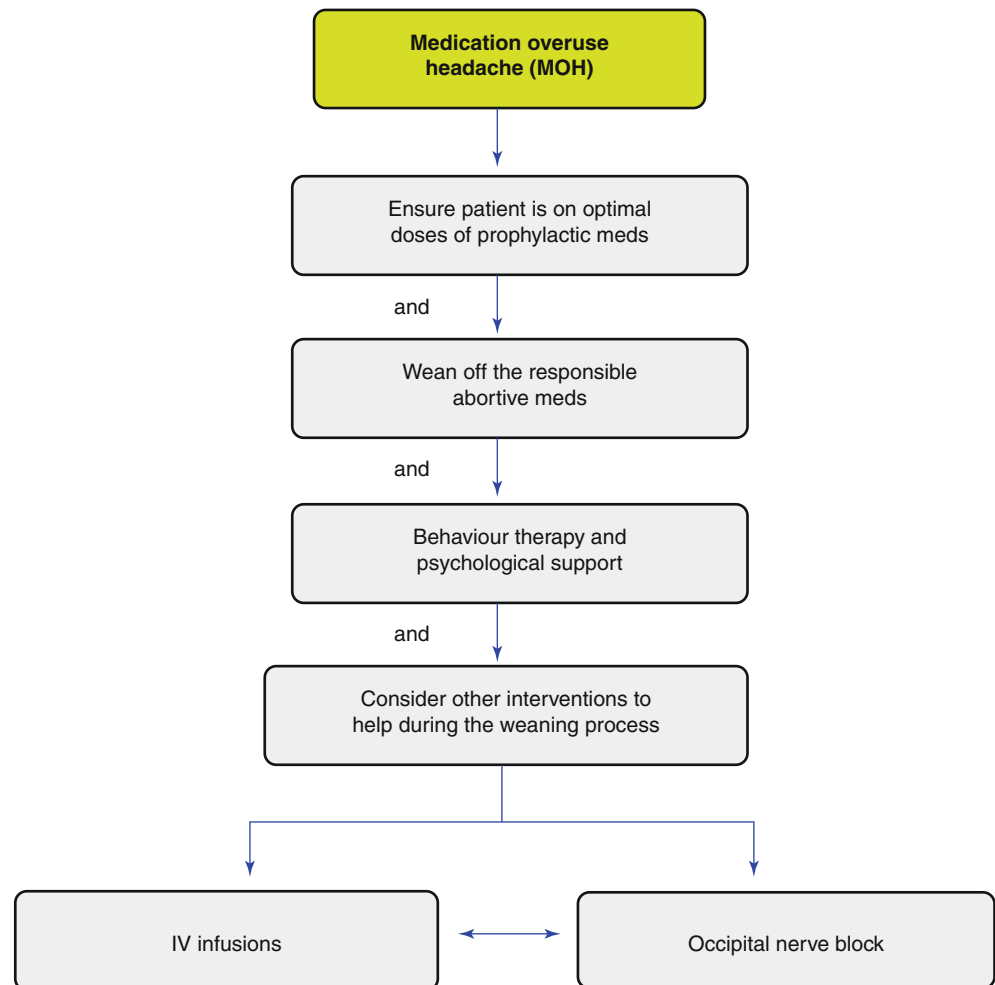 Medication overuse
headache (MOH)
Ensure patient is on optimal
doses of prophylactic meds
and
Wean off the responsible
abortive meds
and
Behaviour therapy and
psychological support
and
Consider other interventions to
help during the weaning process
IV infusions
Occipital nerve block